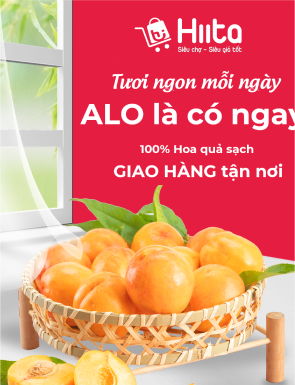 Hiita
Siêu chợ - Siêu giá tốt
Tươi ngon mỗi ngày
ALO là có ngay
100% Hoa quả sạch
GIAO HÀNG tận nơi